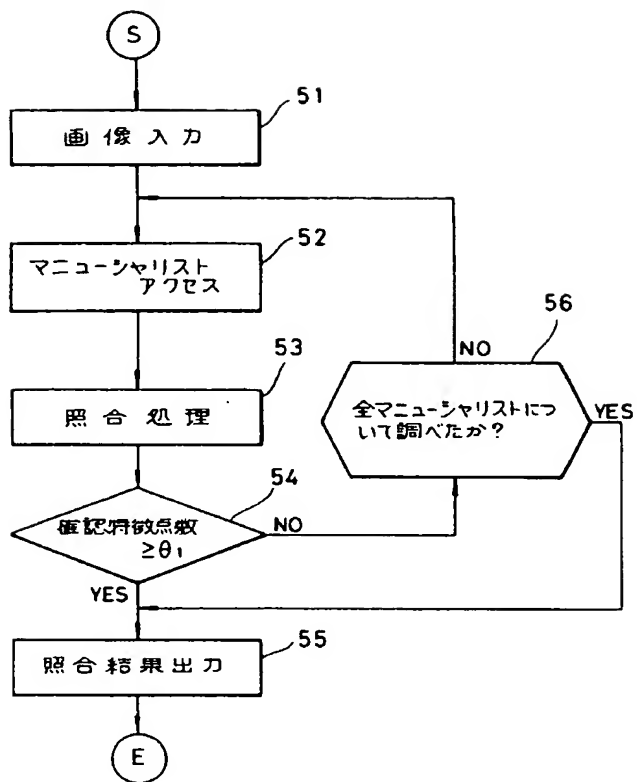 S
51
画像入力
52
マニューシャリスト
アクセス
53
照合処理
54
確認特徴点数
≥θ1
NO
YES
56
全マニューシャリストにつ
いて調べたか？
NO
YES
55
照合結果出力
E